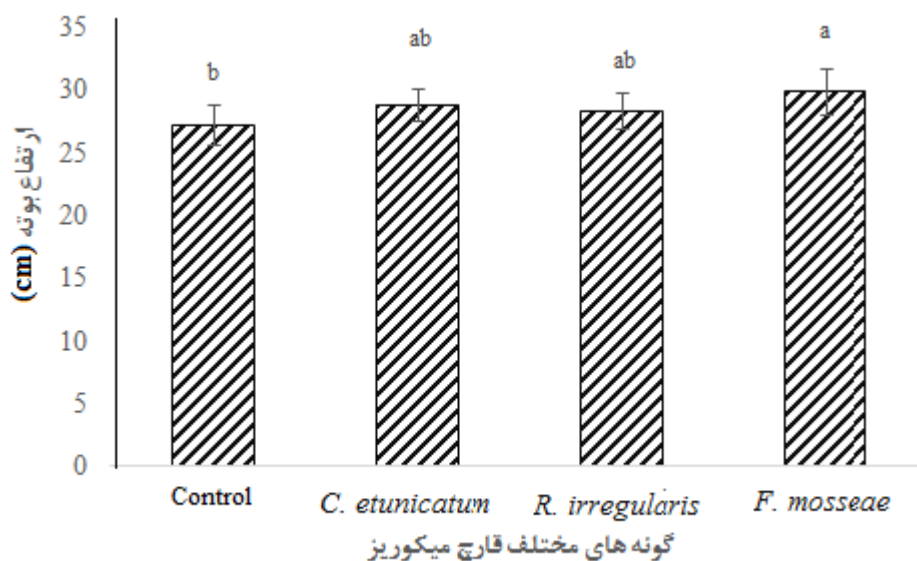 35
30
25
20
15
10
5
0
ارتفاع بوته (cm)
b
ab
ab
a
Control
C. etunicatum
R. irregularis
F. mosseae
گونه های مختلف قارچ میکوریز